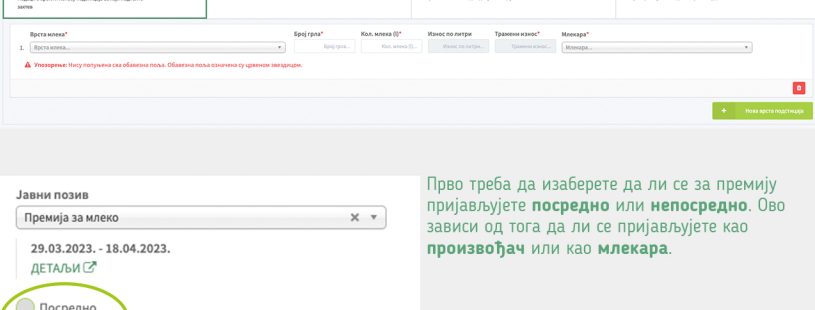 захтев
Врста млека* Број грла* Кол. млека (l)* Износ по литри Тражени износ* Млекара*
1. Врста млека... Број грла... Кол. млека (l)... Износ по литри... Тражени износ... Млекара...
Упозорење: Нису попуњена сва обавезна поља. Обавезна поља означена су црвеном звездицом.
+ Нова врста подстицаја
Јавни позив
Премија за млеко
29.03.2023. - 18.04.2023.
ДЕТАЉИ
Посредно
Прво треба да изаберете да ли се за премију
пријављујете посредно или непосредно. Ово
зависи од тога да ли се пријављујете као
произвођач или као млекара.